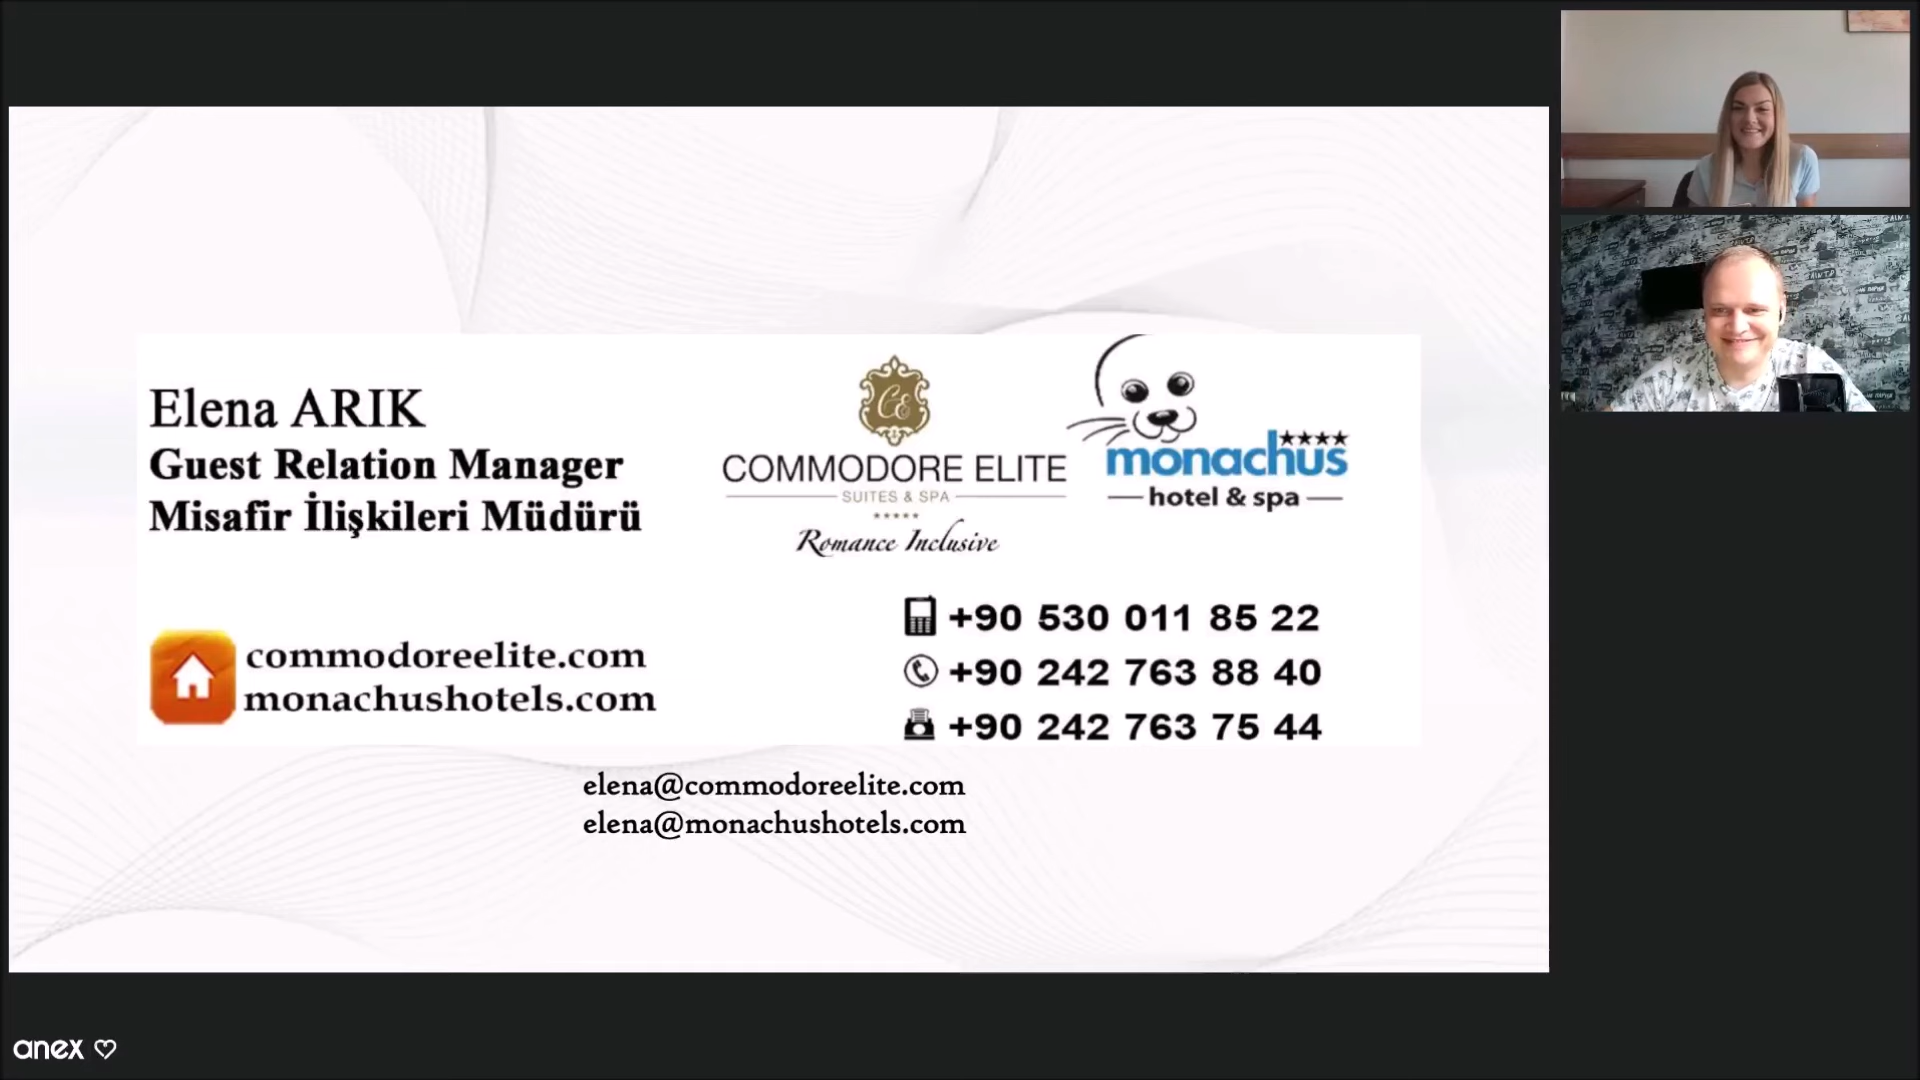 Elena ARIK
Guest Relation Manager
Misafir İlişkileri Müdürü
COMMODORE ELITE
SUITES & SPA
Romance Inclusive
monachus
hotel & spa
commodoreelite.com
monachushotels.com
+90 530 011 85 22
+90 242 763 88 40
+90 242 763 75 44
elena@commodoreelite.com
elena@monachushotels.com
anex